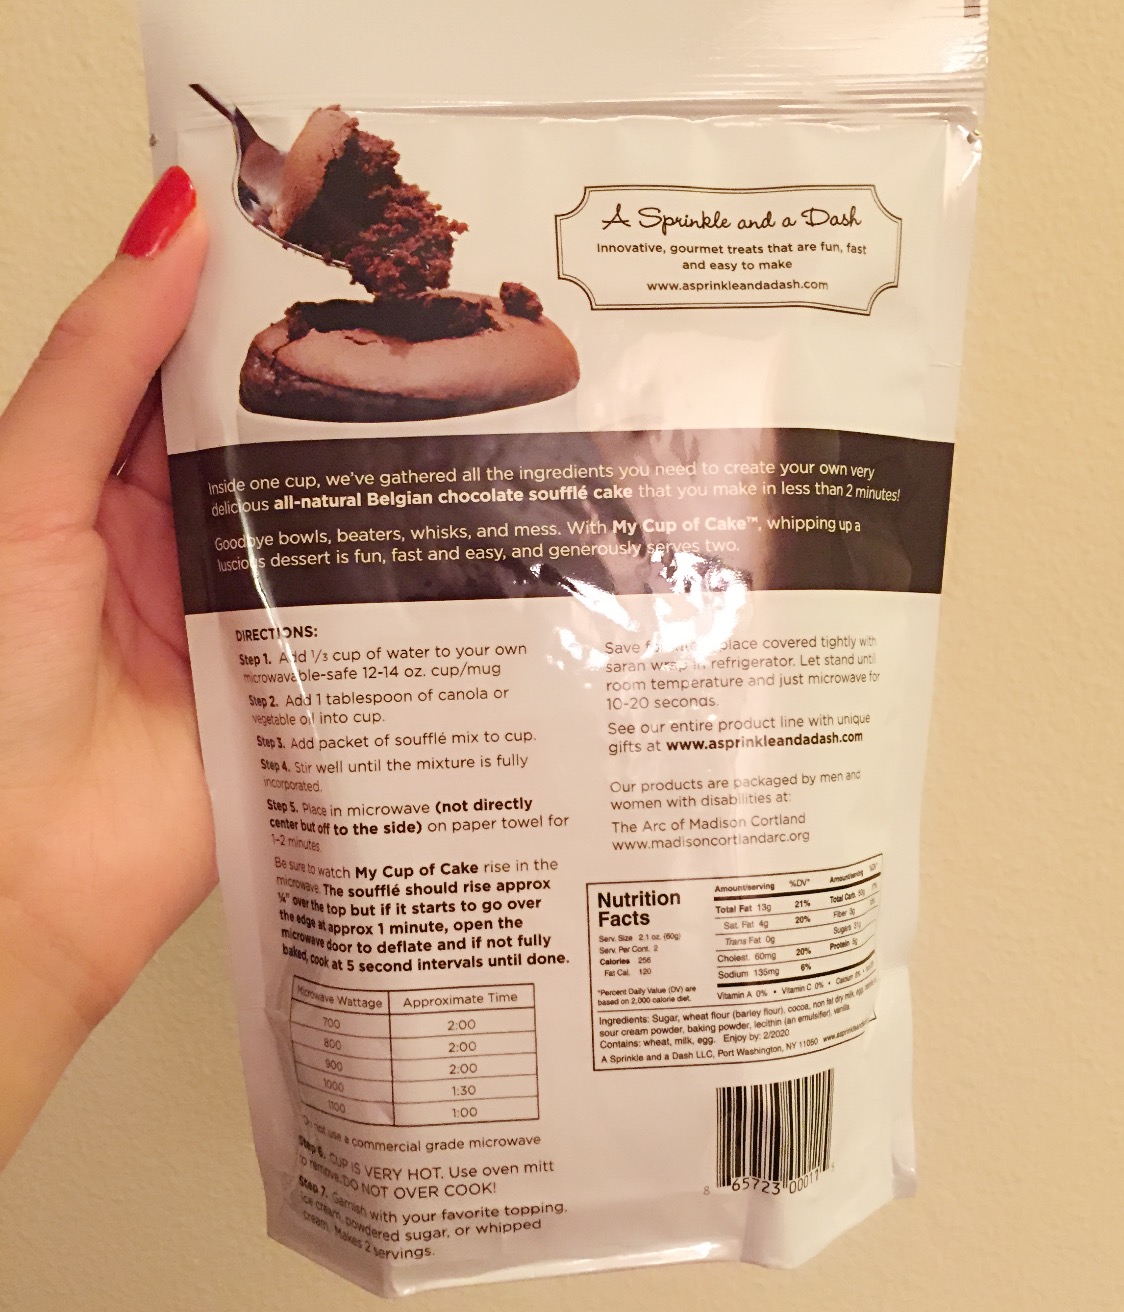 A Sprinkle and a Dash
Innovative, gourmet treats that are fun, fast
and easy to make
www.asprinkleandadash.com
Inside one cup, we've gathered all the ingredients you need to create your own very
delicious all-natural Belgian chocolate soufflé cake that you make in less than 2 minutes!
Goodbye bowls, beaters, whisks, and mess. With My Cup of Cake™, whipping up a
luscious dessert is fun, fast and easy, and generously serves two.
DIRECTIONS:
Step 1. Add 1/3 cup of water to your own
microwavable-safe 12-14 oz. cup/mug
Step 2. Add 1 tablespoon of canola or
vegetable oil into cup.
Step 3. Add packet of soufflé mix to cup.
Step 4. Stir well until the mixture is fully
incorporated.
Step 5. Place in microwave (not directly
center but off to the side) on paper towel for
1-2 minutes
Be sure to watch My Cup of Cake rise in the
microwave. The soufflé should rise approx
¼" over the top but if it starts to go over
the edge at approx 1 minute, open the
microwave door to deflate and if not fully
baked, cook at 5 second intervals until done.
Microwave Wattage Approximate Time
700 2:00
800 2:00
900 2:00
1000 1:30
1100 1:00
not use a commercial grade microwave
Step 6. CUP IS VERY HOT. Use oven mitt
to remove. DO NOT OVER COOK!
Step 7. Garnish with your favorite topping,
ice cream, powdered sugar, or whipped
cream. Makes 2 servings.
Save place covered tightly with
saran wrap in refrigerator. Let stand until
room temperature and just microwave for
10-20 seconds.
See our entire product line with unique
gifts at www.asprinkleandadash.com
Our products are packaged by men and
women with disabilities at:
The Arc of Madison Cortland
www.madisoncortlandarc.org
Nutrition
Facts
Serv. Size 2.1 oz. (60g)
Serv. Per Cont. 2
Calories 256
Fat Cal. 120
*Percent Daily Value (DV) are
based on 2,000 calorie diet.
Amount/serving %DV*
Total Fat 13g 21%
Sat. Fat 4g 20%
Trans Fat 0g
Cholest. 60mg 20%
Sodium 135mg 6%
Amount/serving %DV*
Total Carb.
Fiber
Sugars
Protein
Vitamin A 0% • Vitamin C 0% • Calcium
Ingredients: Sugar, wheat flour (barley flour), cocoa, non fat dry milk, egg,
sour cream powder, baking powder, lecithin (an emulsifier), vanilla.
Contains: wheat, milk, egg. Enjoy by: 2/2020
A Sprinkle and a Dash LLC, Port Washington, NY 11050
8 65723 00011